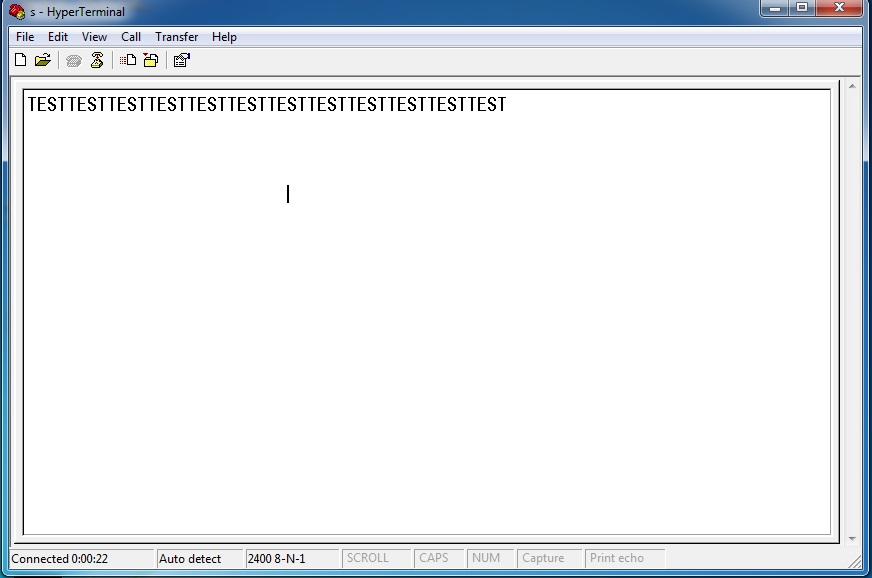 s - HyperTerminal
File Edit View Call Transfer Help
TESTTESTTESTTESTTESTTESTTESTTESTTESTTESTTESTTEST
Connected 0:00:22 Auto detect 2400 8-N-1 SCROLL CAPS NUM Capture Print echo